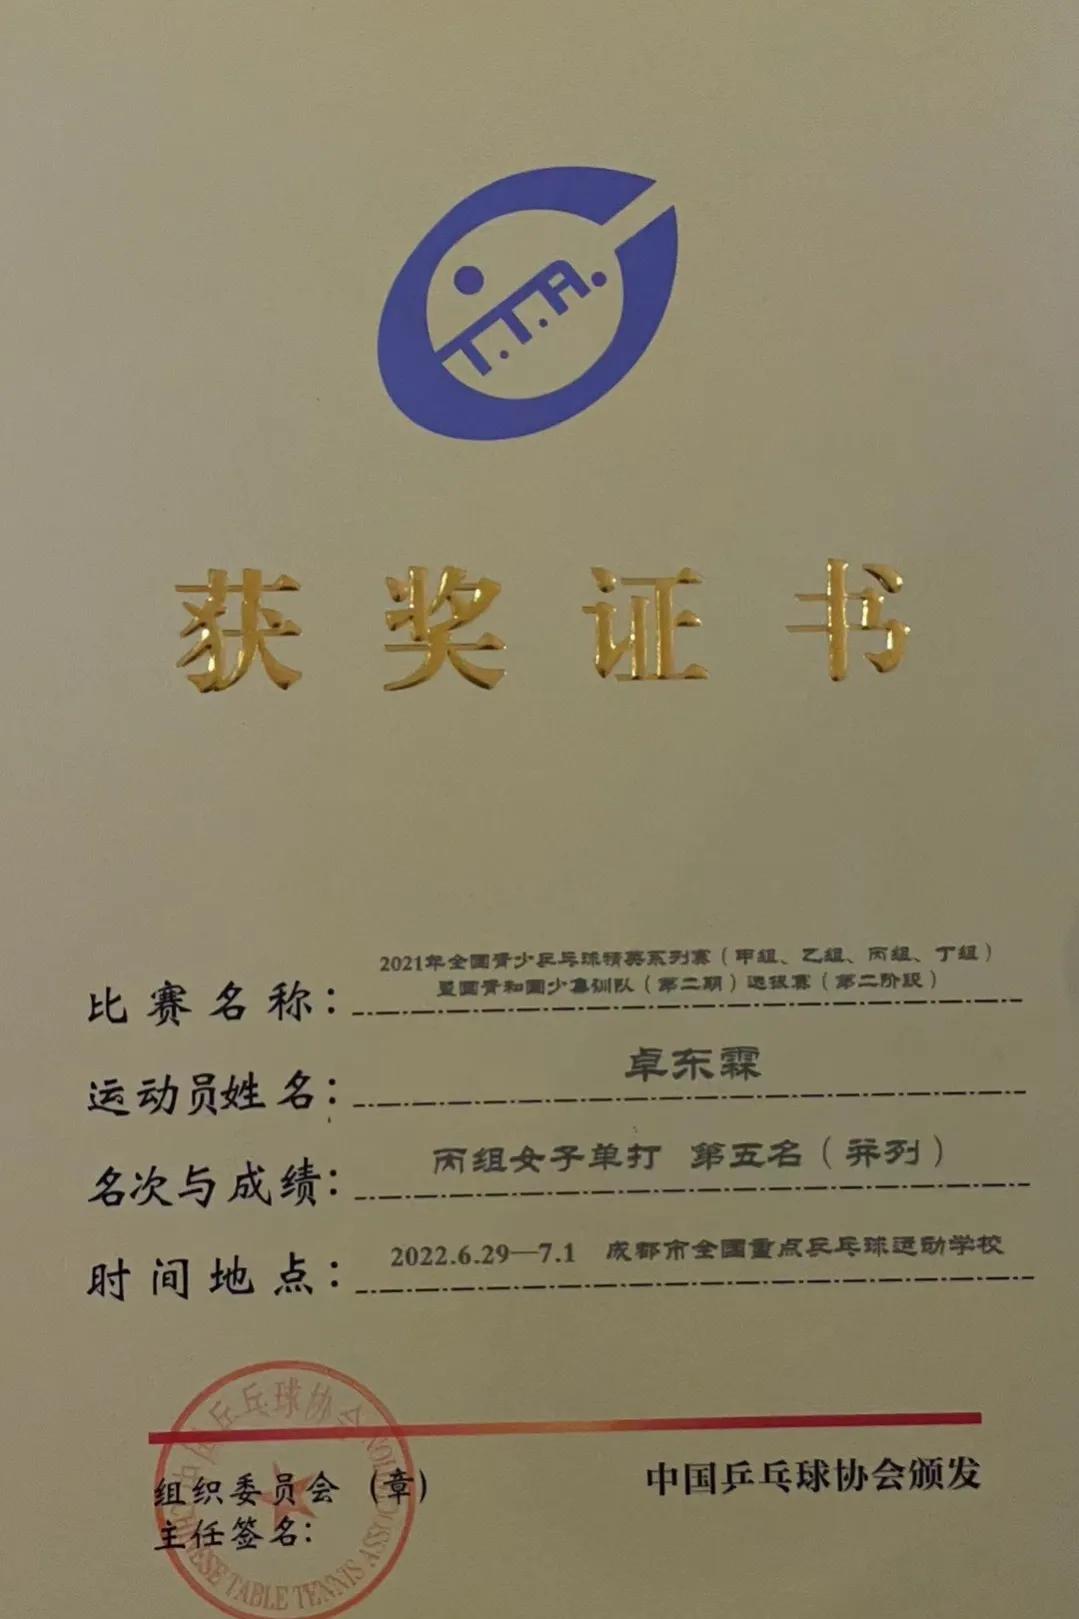 T.T.A.
获奖证书
比赛名称：2021年全国青少乒乓球精英系列赛（甲组、乙组、丙组、丁组）
暨国青和国少集训队（第二期）选拔赛（第二阶段）
运动员姓名：卓东霖
名次与成绩：丙组女子单打 第五名（并列）
时间地点：2022.6.29—7.1 成都市全国重点乒乓球运动学校
中国乒乓球协会
CHINESE TABLE TENNIS ASSOCIATION
组织委员会（章）
主任签名：
中国乒乓球协会颁发